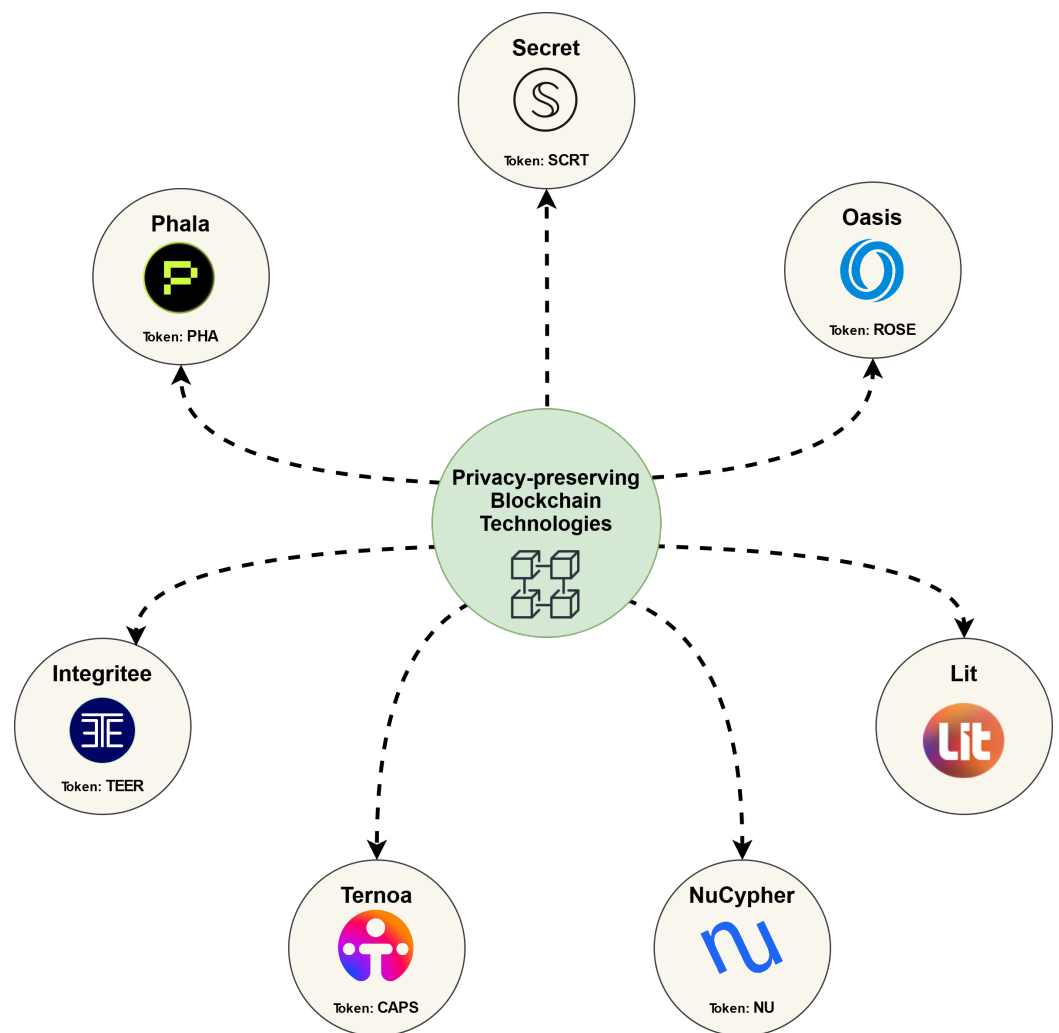 Secret
Token: SCRT
Phala
Token: PHA
Oasis
Token: ROSE
Privacy-preserving
Blockchain
Technologies
Integritee
Token: TEER
Lit
Lit
Ternoa
Token: CAPS
NuCypher
nu
Token: NU